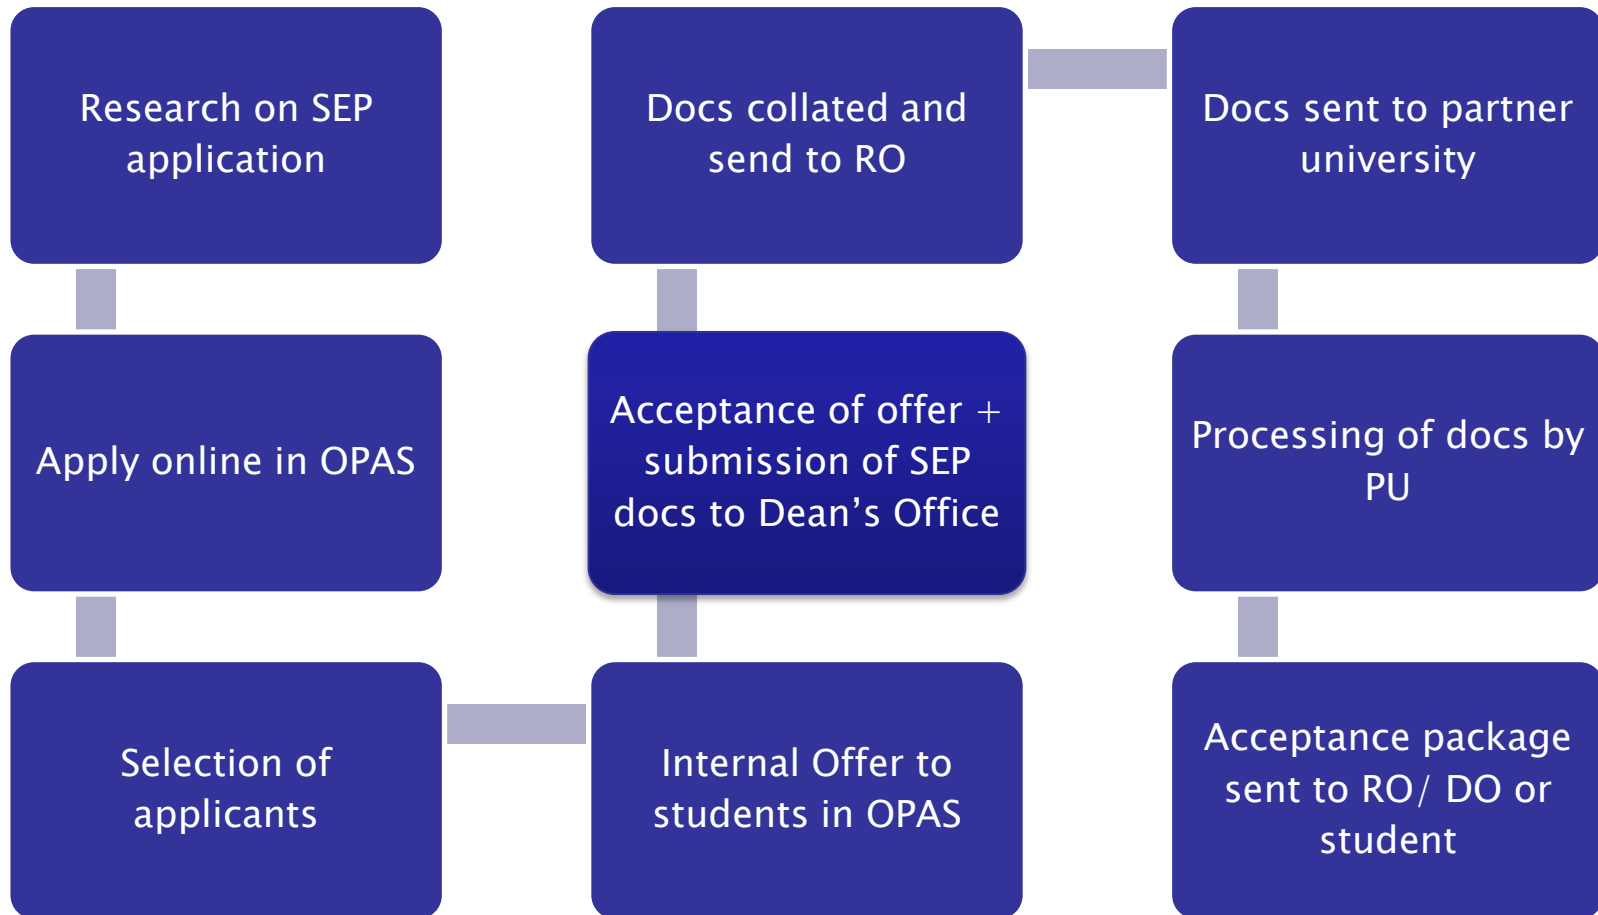 Research on SEP
application
Apply online in OPAS
Selection of
applicants
Internal Offer to
students in OPAS
Acceptance of offer +
submission of SEP
docs to Dean’s Office
Docs collated and
send to RO
Docs sent to partner
university
Processing of docs by
PU
Acceptance package
sent to RO/ DO or
student